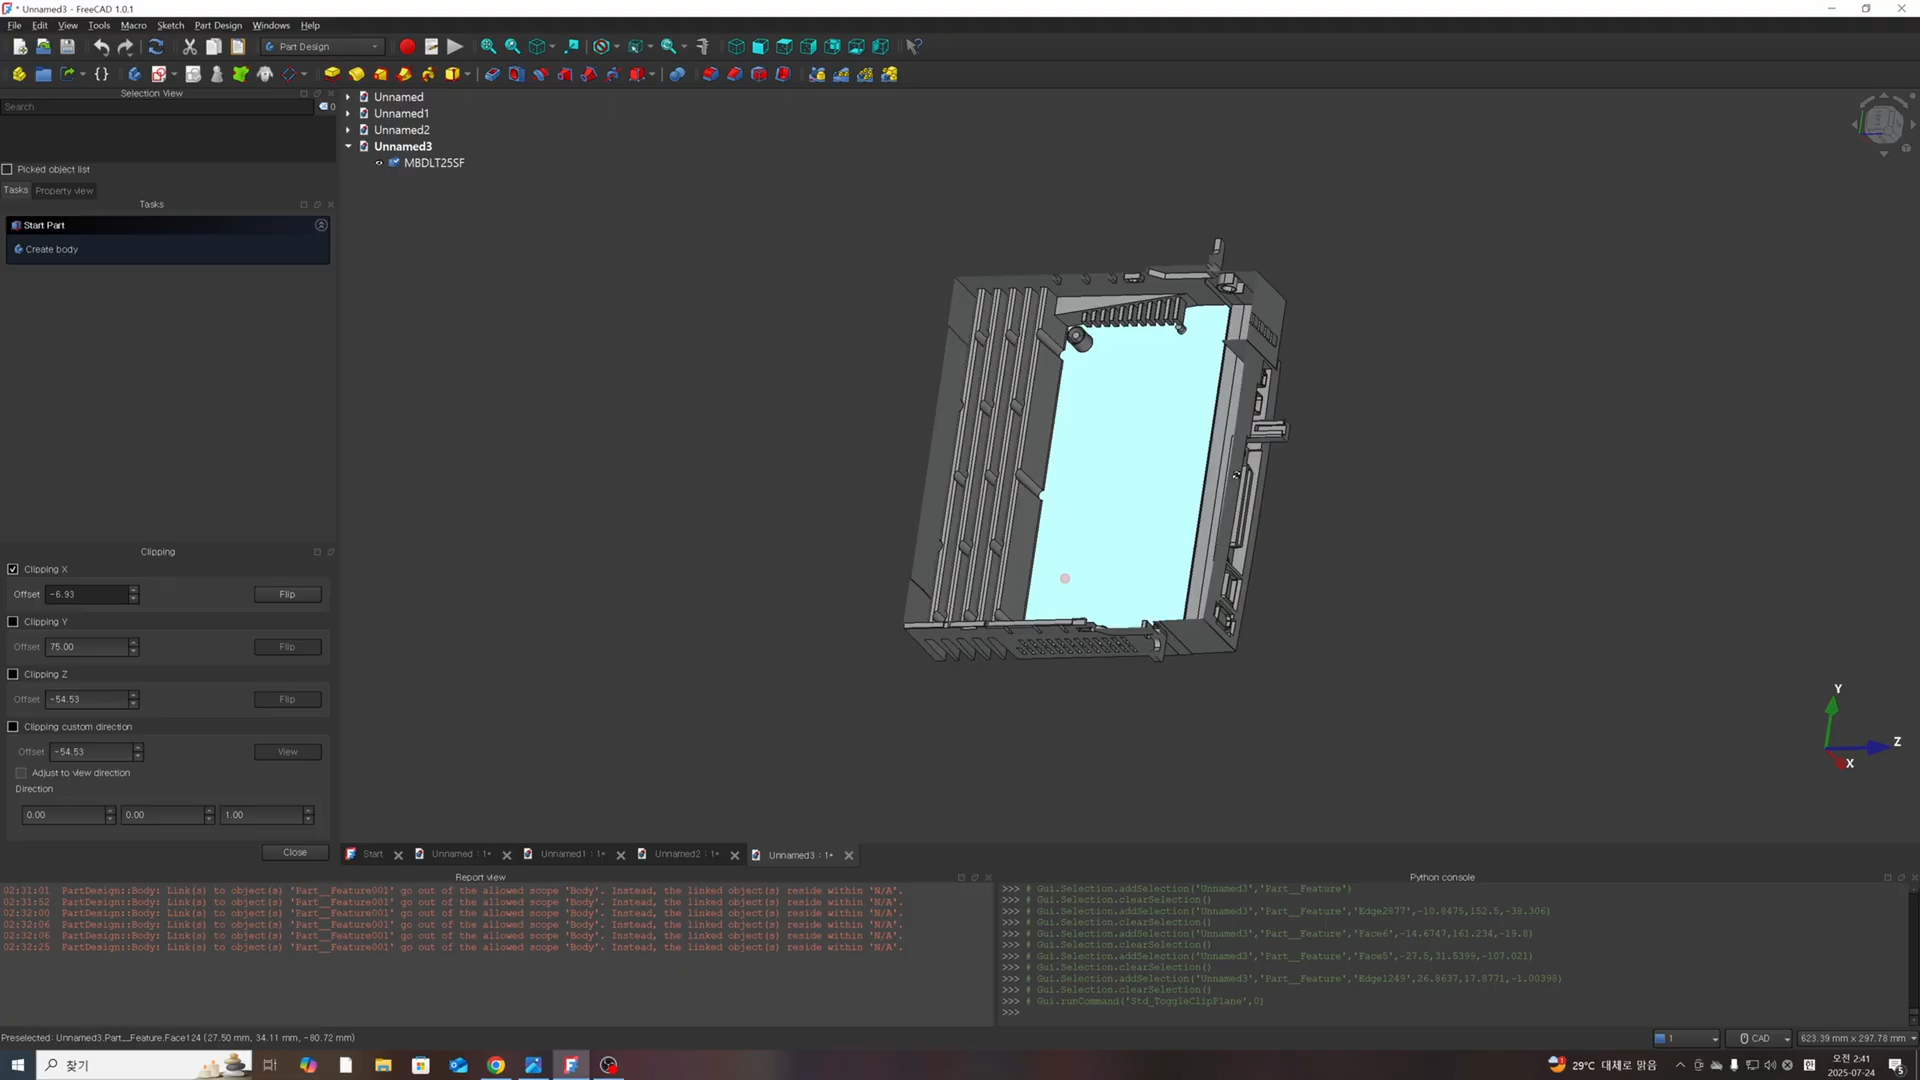 * Unnamed3 - FreeCAD 1.0.1
File Edit View Tools Macro Sketch Part Design Windows Help
Part Design
Selection View
Search
0
Picked object list
Tasks Property view
Tasks
Start Part
Create body
Unnamed
Unnamed1
Unnamed2
Unnamed3
MBDLT25SF
Clipping
Clipping X
Offset -6.93 Flip
Clipping Y
Offset 75.00 Flip
Clipping Z
Offset -54.53 Flip
Clipping custom direction
Offset -54.53 View
Adjust to view direction
Direction
0.00 0.00 1.00
Close
Y
Z
X
Start Unnamed : 1* Unnamed1 : 1* Unnamed2 : 1* Unnamed3 : 1*
Report view
02:31:01 PartDesign::Body: Link(s) to object(s) 'Part__Feature001' go out of the allowed scope 'Body'. Instead, the linked object(s) reside within 'N/A'.
02:31:52 PartDesign::Body: Link(s) to object(s) 'Part__Feature001' go out of the allowed scope 'Body'. Instead, the linked object(s) reside within 'N/A'.
02:32:00 PartDesign::Body: Link(s) to object(s) 'Part__Feature001' go out of the allowed scope 'Body'. Instead, the linked object(s) reside within 'N/A'.
02:32:06 PartDesign::Body: Link(s) to object(s) 'Part__Feature001' go out of the allowed scope 'Body'. Instead, the linked object(s) reside within 'N/A'.
02:32:06 PartDesign::Body: Link(s) to object(s) 'Part__Feature001' go out of the allowed scope 'Body'. Instead, the linked object(s) reside within 'N/A'.
02:32:25 PartDesign::Body: Link(s) to object(s) 'Part__Feature001' go out of the allowed scope 'Body'. Instead, the linked object(s) reside within 'N/A'.
Python console
>>> # Gui.Selection.addSelection('Unnamed3','Part__Feature')
>>> # Gui.Selection.clearSelection()
>>> # Gui.Selection.addSelection('Unnamed3','Part__Feature','Edge2877',-10.8475,152.5,-38.306)
>>> # Gui.Selection.clearSelection()
>>> # Gui.Selection.addSelection('Unnamed3','Part__Feature','Face6',-14.6747,161.234,-19.8)
>>> # Gui.Selection.clearSelection()
>>> # Gui.Selection.addSelection('Unnamed3','Part__Feature','Face5',-27.5,31.5399,-107.021)
>>> # Gui.Selection.clearSelection()
>>> # Gui.Selection.addSelection('Unnamed3','Part__Feature','Edge1249',26.8637,17.8771,-1.00398)
>>> # Gui.Selection.clearSelection()
>>> # Gui.runCommand('Std_ToggleClipPlane',0)
>>>
Preselected: Unnamed3.Part__Feature.Face124 (27.50 mm, 34.11 mm, -80.72 mm)
1 CAD 623.39 mm x 297.78 mm
찾기
29°C 대체로 맑음
오전 2:41
2025-07-24
5